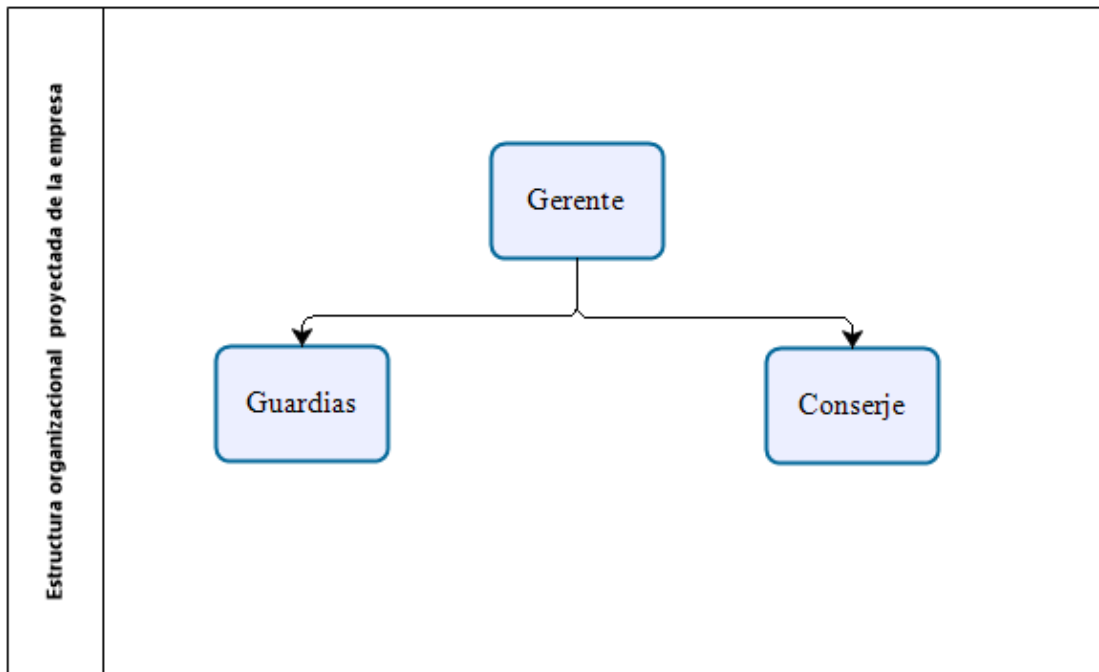 Estructura organizacional proyectada de la empresa
Gerente
Guardias
Conserje